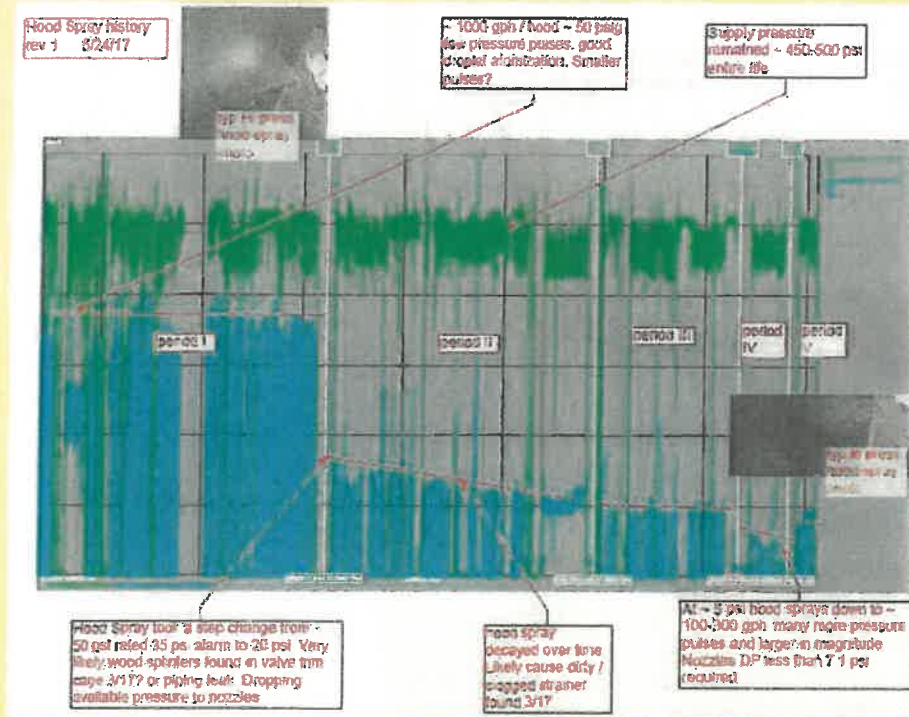 Hood Spray history
rev 1 5/24/17
~ 1000 gph / hood ~ 50 psig
low pressure pulses. good
droplet atomization. Smaller
pulses?
Supply pressure
remained ~ 450-500 psi
entire life
period I
period II
period III
period
IV
period
V
Hood Spray took a step change from ~
50 psi rated 35 psi alarm to 20 psi. Very
likely wood splinters found in valve trim
cage 3/17? or piping leak. Dropping
available pressure to nozzles
hood spray
decayed over time
Likely cause dirty /
plugged strainer
found 3/17
At ~ 5 psi hood sprays down to ~
100-300 gph many more pressure
pulses and larger in magnitude
Nozzles DP less than 7.1 psi
required